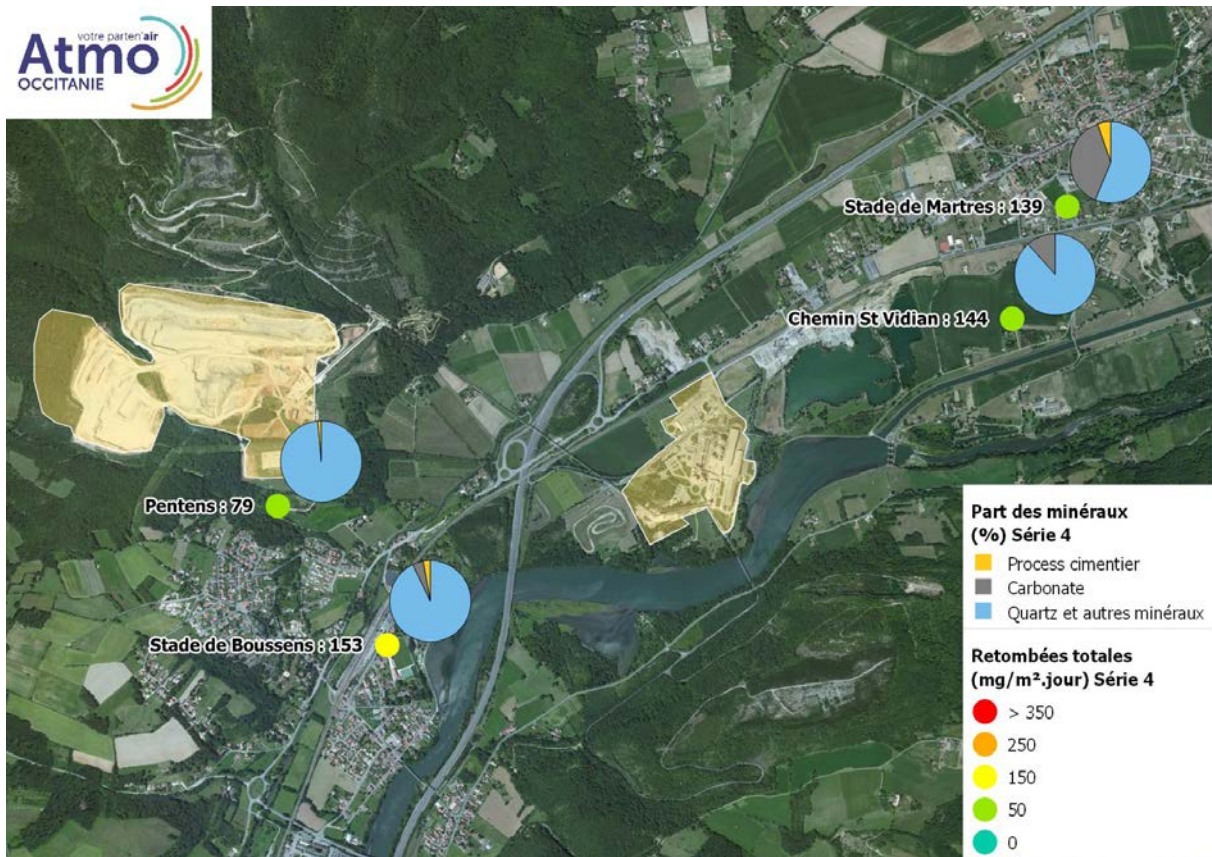 votre parten'air
Atmo
OCCITANIE
Stade de Martres : 139
Chemin St Vidian : 144
Pentens : 79
Stade de Boussens : 153
Part des minéraux
(%) Série 4
Process cimentier
Carbonate
Quartz et autres minéraux
Retombées totales
(mg/m².jour) Série 4
> 350
250
150
50
0